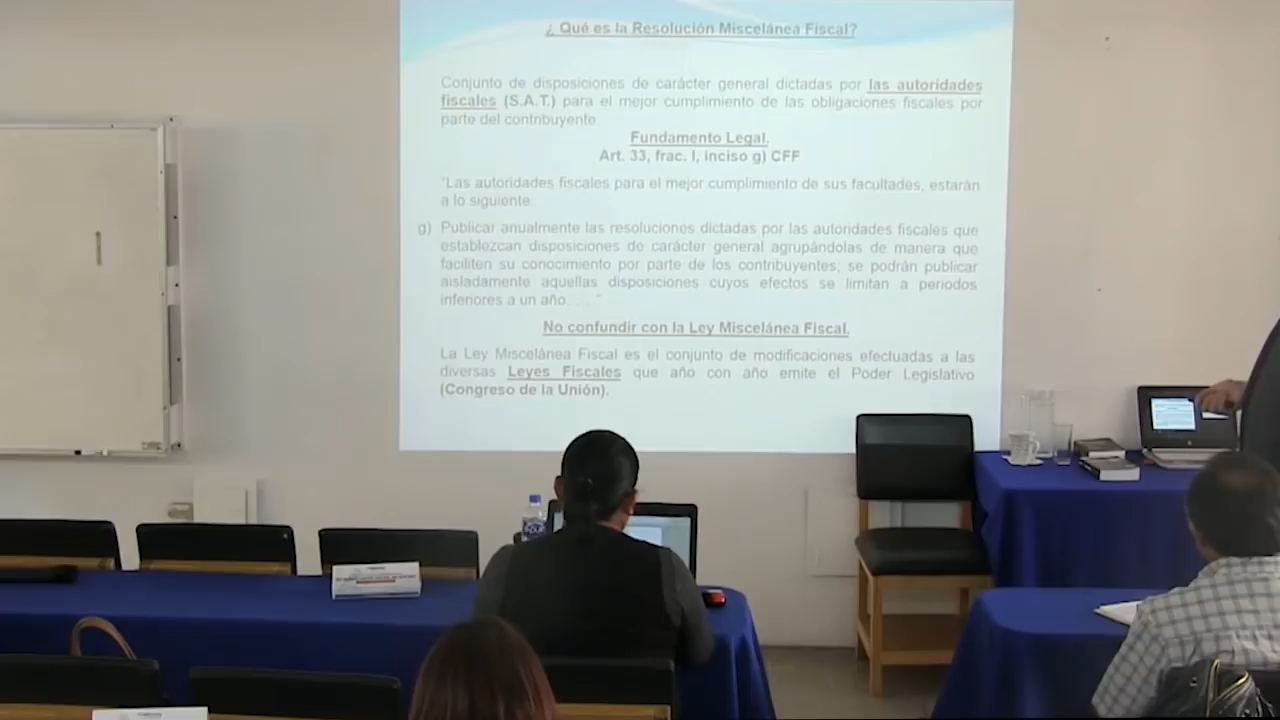 ¿ Qué es la Resolución Miscelánea Fiscal?
Conjunto de disposiciones de carácter general dictadas por las autoridades
fiscales (S.A.T.) para el mejor cumplimiento de las obligaciones fiscales por
parte del contribuyente.
Fundamento Legal.
Art. 33, frac. I, inciso g) CFF
“Las autoridades fiscales para el mejor cumplimiento de sus facultades, estarán
a lo siguiente:
g) Publicar anualmente las resoluciones dictadas por las autoridades fiscales que
establezcan disposiciones de carácter general agrupándolas de manera que
faciliten su conocimiento por parte de los contribuyentes; se podrán publicar
aisladamente aquellas disposiciones cuyos efectos se limitan a periodos
inferiores a un año. . . . .”
No confundir con la Ley Miscelánea Fiscal.
La Ley Miscelánea Fiscal es el conjunto de modificaciones efectuadas a las
diversas Leyes Fiscales que año con año emite el Poder Legislativo
(Congreso de la Unión).